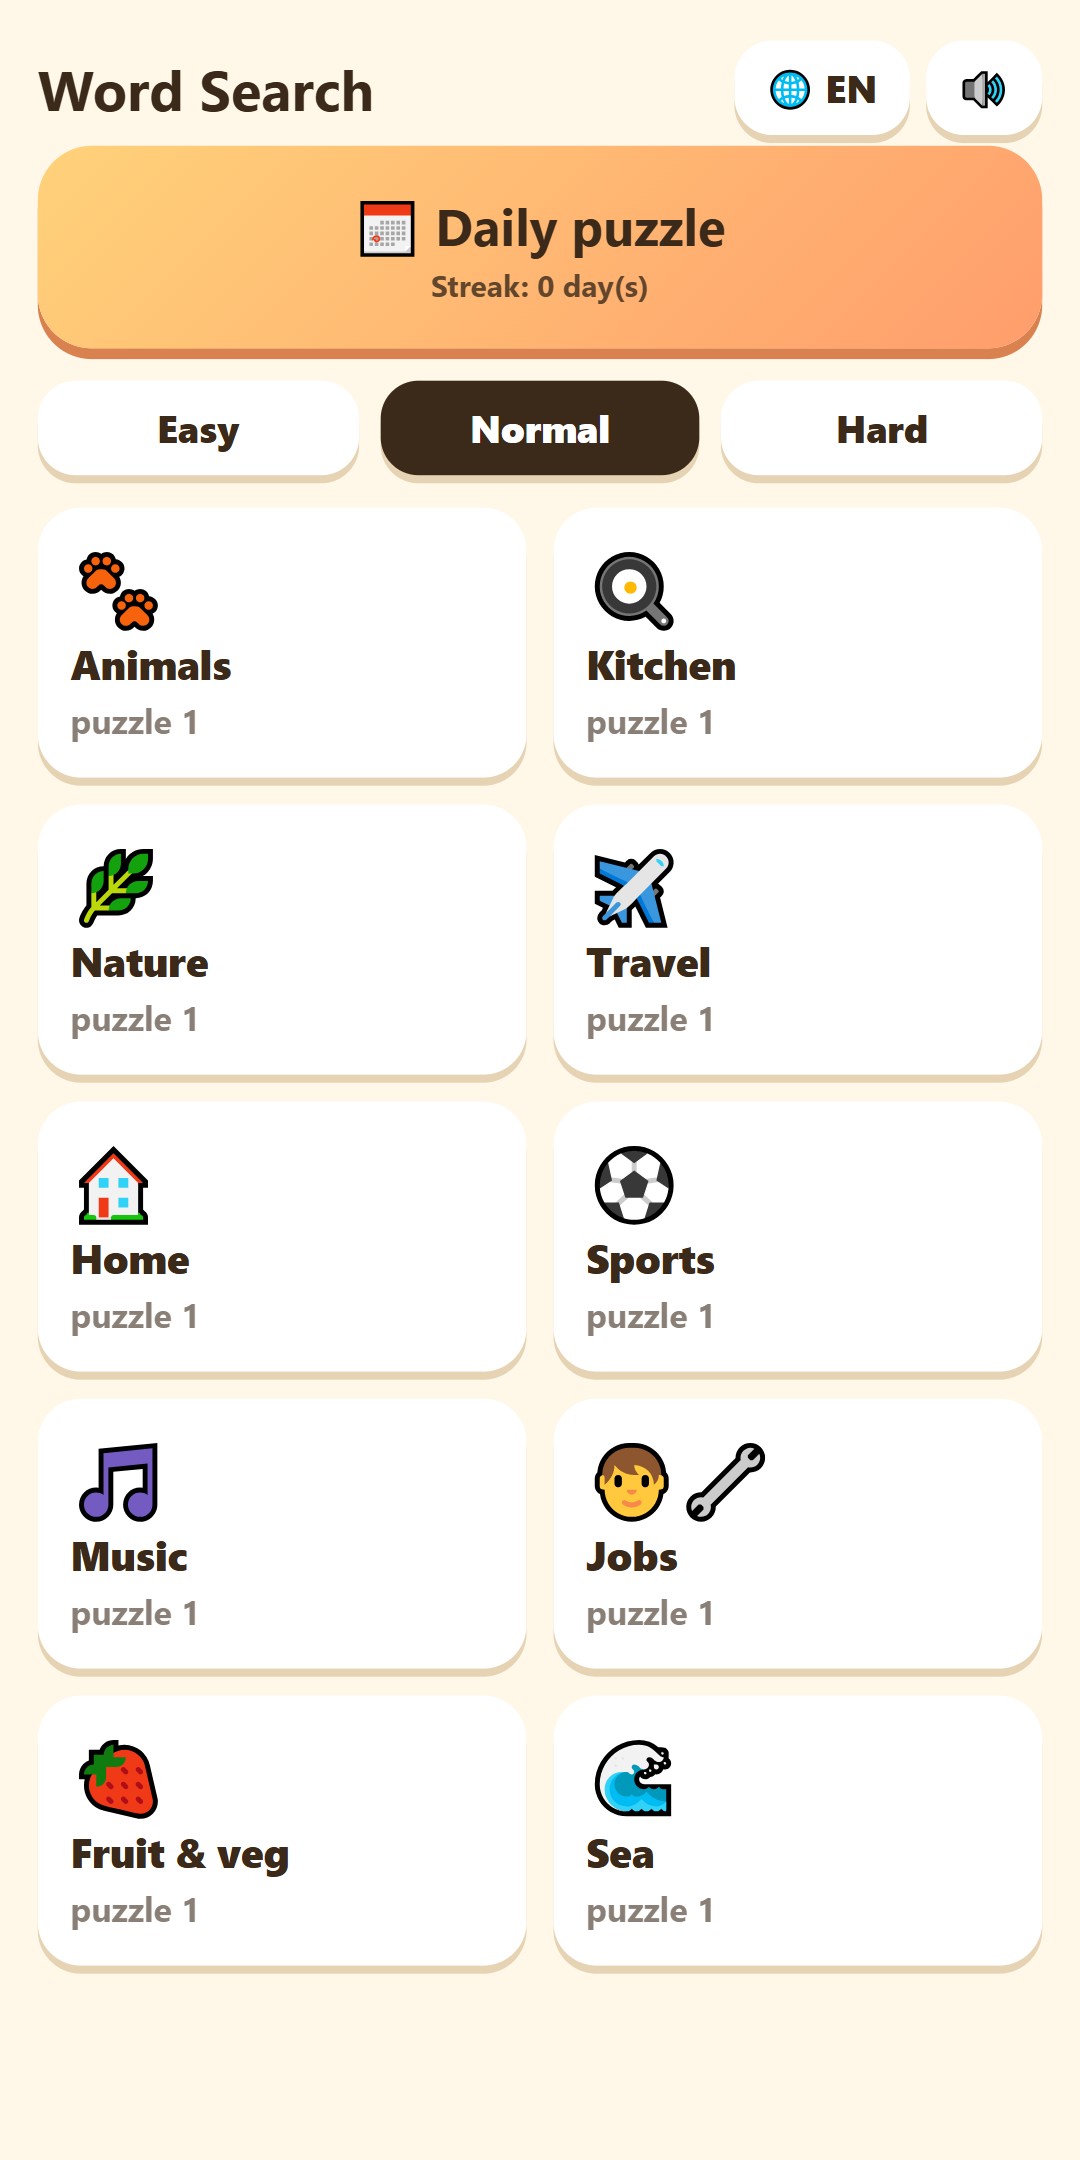 Word Search
EN
Daily puzzle
Streak: 0 day(s)
Easy
Normal
Hard
Animals
puzzle 1
Kitchen
puzzle 1
Nature
puzzle 1
Travel
puzzle 1
Home
puzzle 1
Sports
puzzle 1
Music
puzzle 1
Jobs
puzzle 1
Fruit & veg
puzzle 1
Sea
puzzle 1